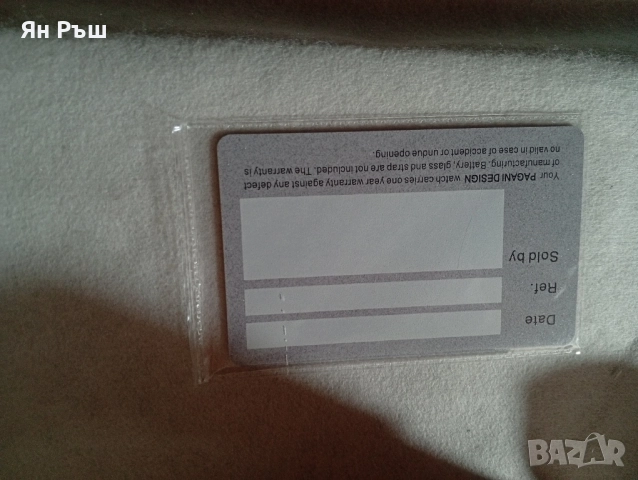 Ян Ръш
Your PAGANI DESIGN watch carries one year warranty against any defect
of manufacturing. Battery, glass, and strap are not included. The warranty is
no valid in case of accident or undue opening.
Sold by
Ref.
Date
BAZAR